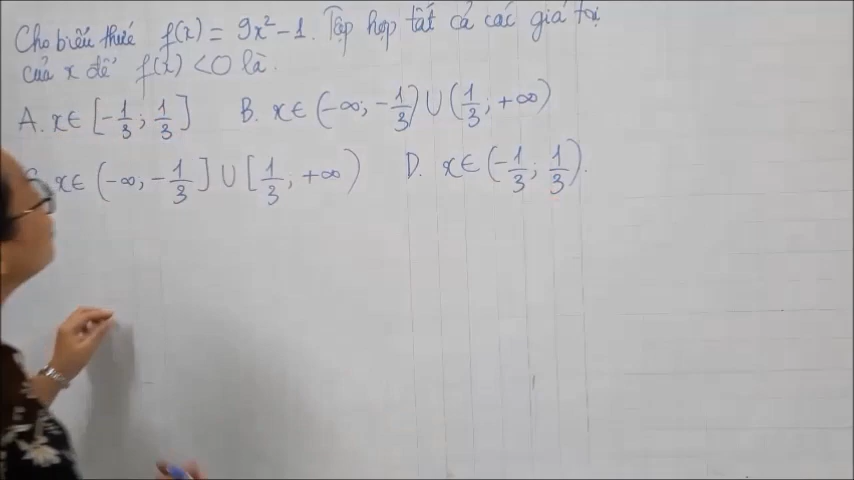 Cho biểu thức f(x) = 9x² - 1. Tập hợp tất cả các giá trị
của x để f(x) < 0 là.
A. x ∈ [-1/3; 1/3] B. x ∈ (-∞; -1/3) ∪ (1/3; +∞)
x ∈ (-∞, -1/3] ∪ [1/3; +∞) D. x ∈ (-1/3; 1/3).